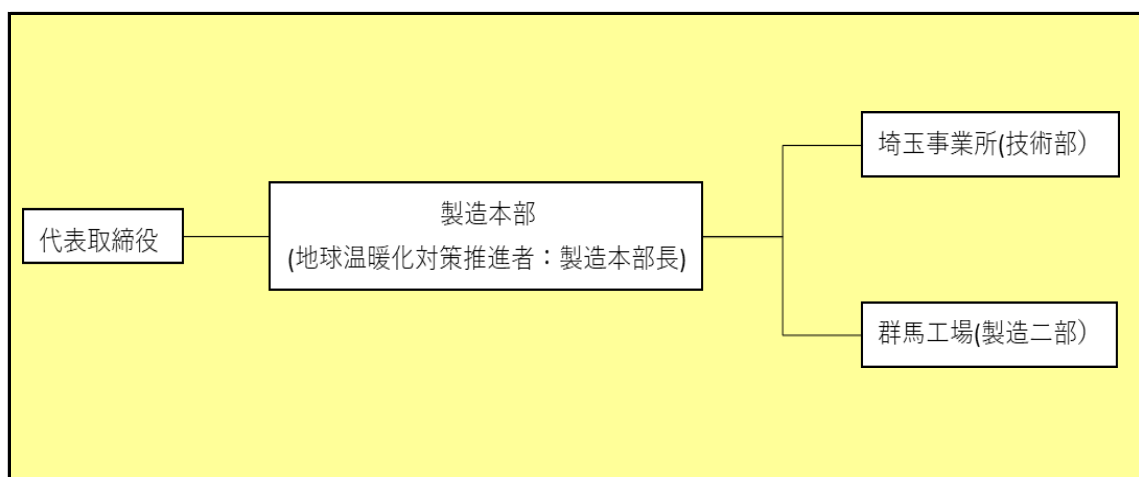 代表取締役
製造本部
(地球温暖化対策推進者：製造本部長)
埼玉事業所(技術部）
群馬工場(製造二部）